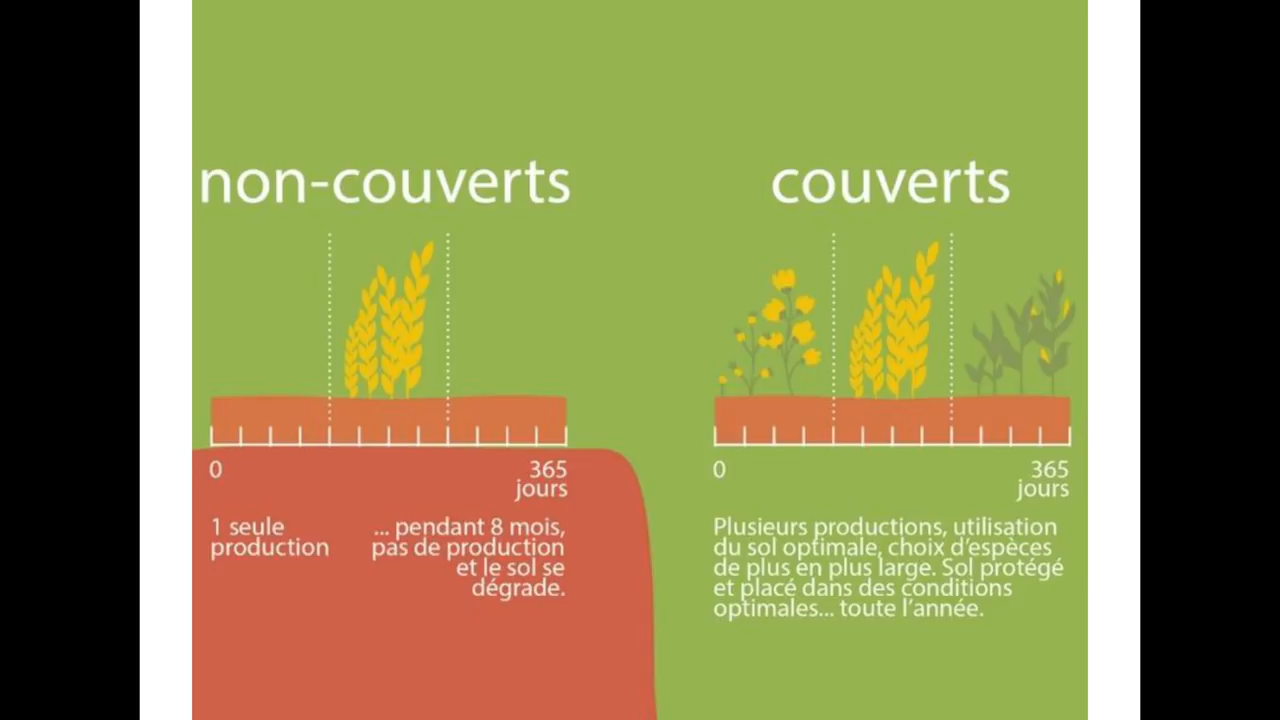 non-couverts
0
365
jours
1 seule
production
... pendant 8 mois,
pas de production
et le sol se
dégrade.
couverts
0
365
jours
Plusieurs productions, utilisation
du sol optimale, choix d'espèces
de plus en plus large. Sol protégé
et placé dans des conditions
optimales... toute l'année.